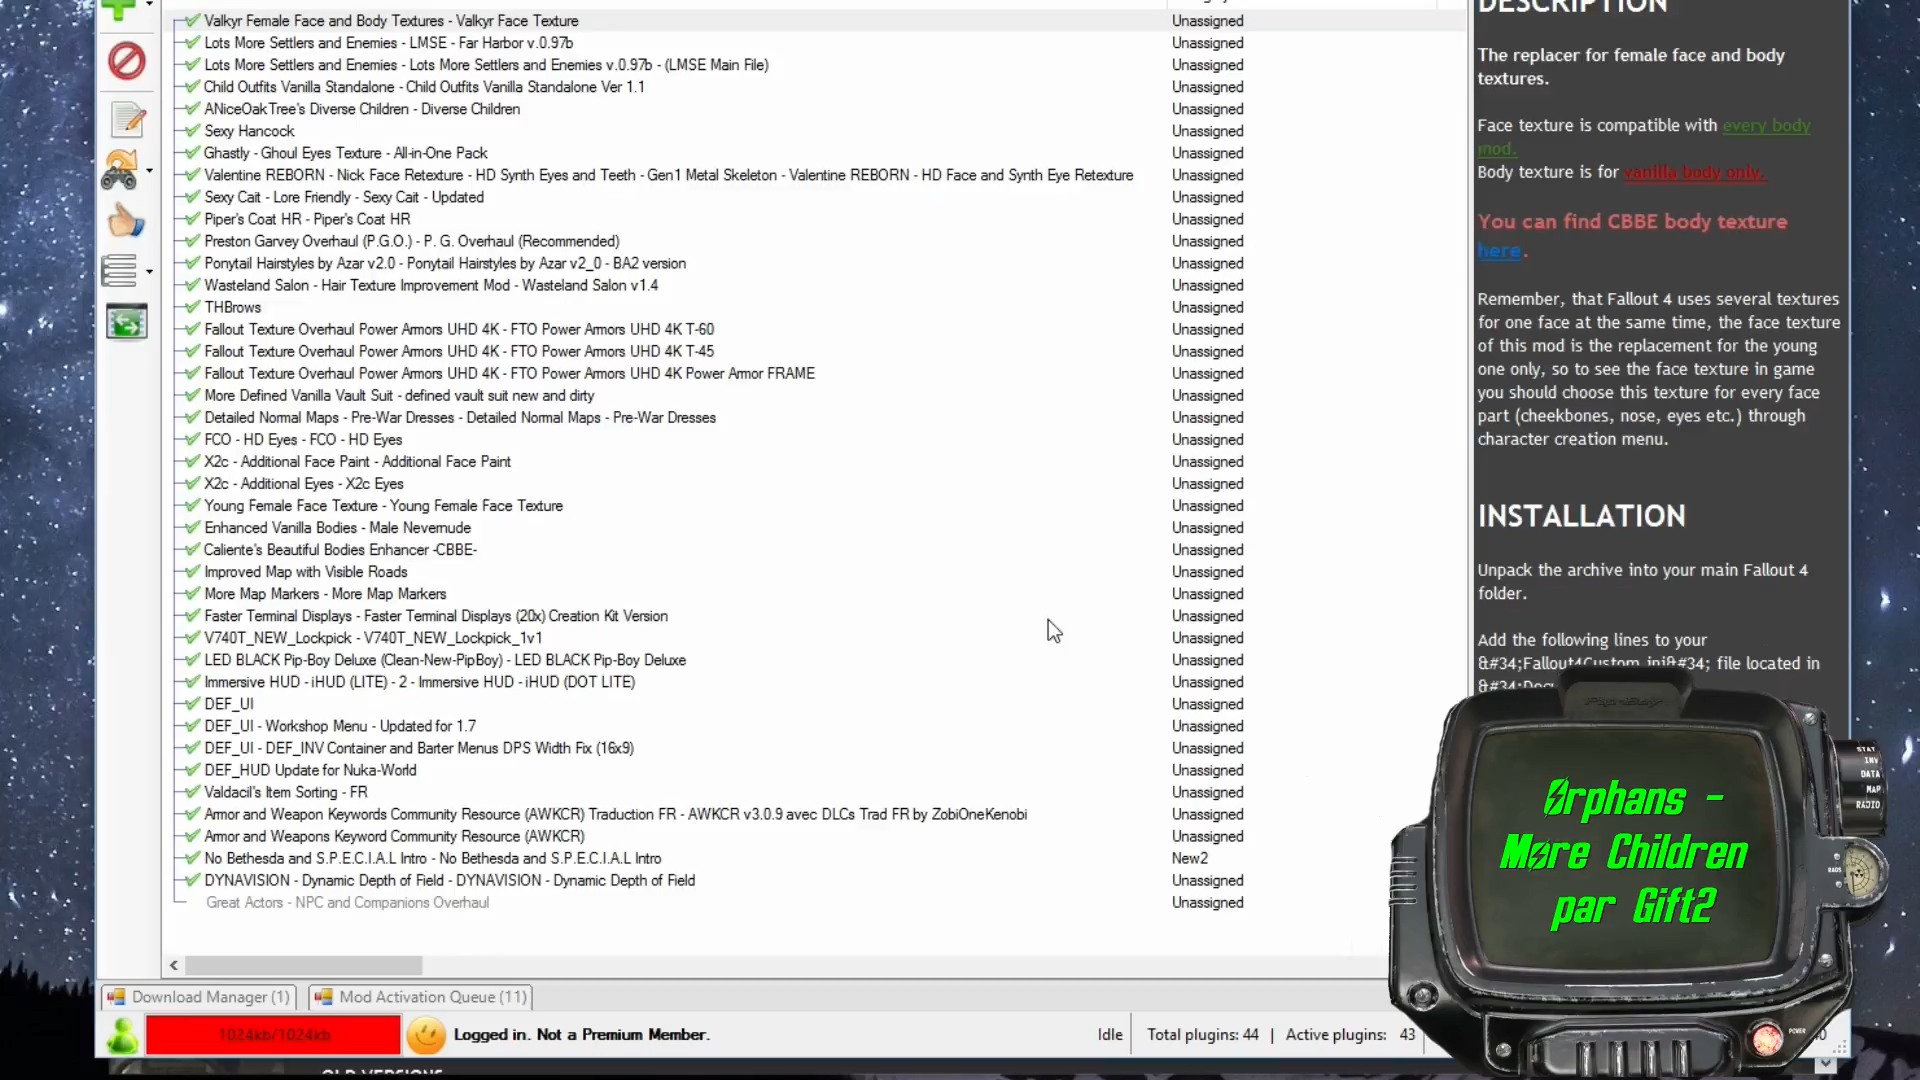 DESCRIPTION
Valkyr Female Face and Body Textures - Valkyr Face Texture Unassigned
Lots More Settlers and Enemies - LMSE - Far Harbor v.0.97b Unassigned
Lots More Settlers and Enemies - Lots More Settlers and Enemies v.0.97b - (LMSE Main File) Unassigned
Child Outfits Vanilla Standalone - Child Outfits Vanilla Standalone Ver 1.1 Unassigned
ANiceOakTree's Diverse Children - Diverse Children Unassigned
Sexy Hancock Unassigned
Ghastly - Ghoul Eyes Texture - All-in-One Pack Unassigned
Valentine REBORN - Nick Face Retexture - HD Synth Eyes and Teeth - Gen1 Metal Skeleton - Valentine REBORN - HD Face and Synth Eye Retexture Unassigned
Sexy Cait - Lore Friendly - Sexy Cait - Updated Unassigned
Piper's Coat HR - Piper's Coat HR Unassigned
Preston Garvey Overhaul (P.G.O.) - P. G. Overhaul (Recommended) Unassigned
Ponytail Hairstyles by Azar v2.0 - Ponytail Hairstyles by Azar v2_0 - BA2 version Unassigned
Wasteland Salon - Hair Texture Improvement Mod - Wasteland Salon v1.4 Unassigned
THBrows Unassigned
Fallout Texture Overhaul Power Armors UHD 4K - FTO Power Armors UHD 4K T-60 Unassigned
Fallout Texture Overhaul Power Armors UHD 4K - FTO Power Armors UHD 4K T-45 Unassigned
Fallout Texture Overhaul Power Armors UHD 4K - FTO Power Armors UHD 4K Power Armor FRAME Unassigned
More Defined Vanilla Vault Suit - defined vault suit new and dirty Unassigned
Detailed Normal Maps - Pre-War Dresses - Detailed Normal Maps - Pre-War Dresses Unassigned
FCO - HD Eyes - FCO - HD Eyes Unassigned
X2c - Additional Face Paint - Additional Face Paint Unassigned
X2c - Additional Eyes - X2c Eyes Unassigned
Young Female Face Texture - Young Female Face Texture Unassigned
Enhanced Vanilla Bodies - Male Nevernude Unassigned
Caliente's Beautiful Bodies Enhancer -CBBE- Unassigned
Improved Map with Visible Roads Unassigned
More Map Markers - More Map Markers Unassigned
Faster Terminal Displays - Faster Terminal Displays (20x) Creation Kit Version Unassigned
V740T_NEW_Lockpick - V740T_NEW_Lockpick_1v1 Unassigned
LED BLACK Pip-Boy Deluxe (Clean-New-PipBoy) - LED BLACK Pip-Boy Deluxe Unassigned
Immersive HUD - iHUD (LITE) - 2 - Immersive HUD - iHUD (DOT LITE) Unassigned
DEF_UI Unassigned
DEF_UI - Workshop Menu - Updated for 1.7 Unassigned
DEF_UI - DEF_INV Container and Barter Menus DPS Width Fix (16x9) Unassigned
DEF_HUD Update for Nuka-World Unassigned
Valdacil's Item Sorting - FR Unassigned
Armor and Weapon Keywords Community Resource (AWKCR) Traduction FR - AWKCR v3.0.9 avec DLCs Trad FR by ZobiOneKenobi Unassigned
Armor and Weapons Keyword Community Resource (AWKCR) Unassigned
No Bethesda and S.P.E.C.I.A.L Intro - No Bethesda and S.P.E.C.I.A.L Intro New2
DYNAVISION - Dynamic Depth of Field - DYNAVISION - Dynamic Depth of Field Unassigned
Great Actors - NPC and Companions Overhaul Unassigned
The replacer for female face and body
textures.
Face texture is compatible with every body
mod.
Body texture is for vanilla body only.
You can find CBBE body texture
here.
Remember, that Fallout 4 uses several textures
for one face at the same time, the face texture
of this mod is the replacement for the young
one only, so to see the face texture in game
you should choose this texture for every face
part (cheekbones, nose, eyes etc.) through
character creation menu.
INSTALLATION
Unpack the archive into your main Fallout 4
folder.
Add the following lines to your
&#34;Fallout4Custom.ini&#34; file located in
Pip-Boy
STAT
INV
DATA
MAP
RADIO
RADS
POWER
Orphans -
More Children
par Gift2
Download Manager (1) Mod Activation Queue (11)
1024kb/1024kb Logged in. Not a Premium Member. Idle Total plugins: 44 | Active plugins: 43
OLD VERSIONS